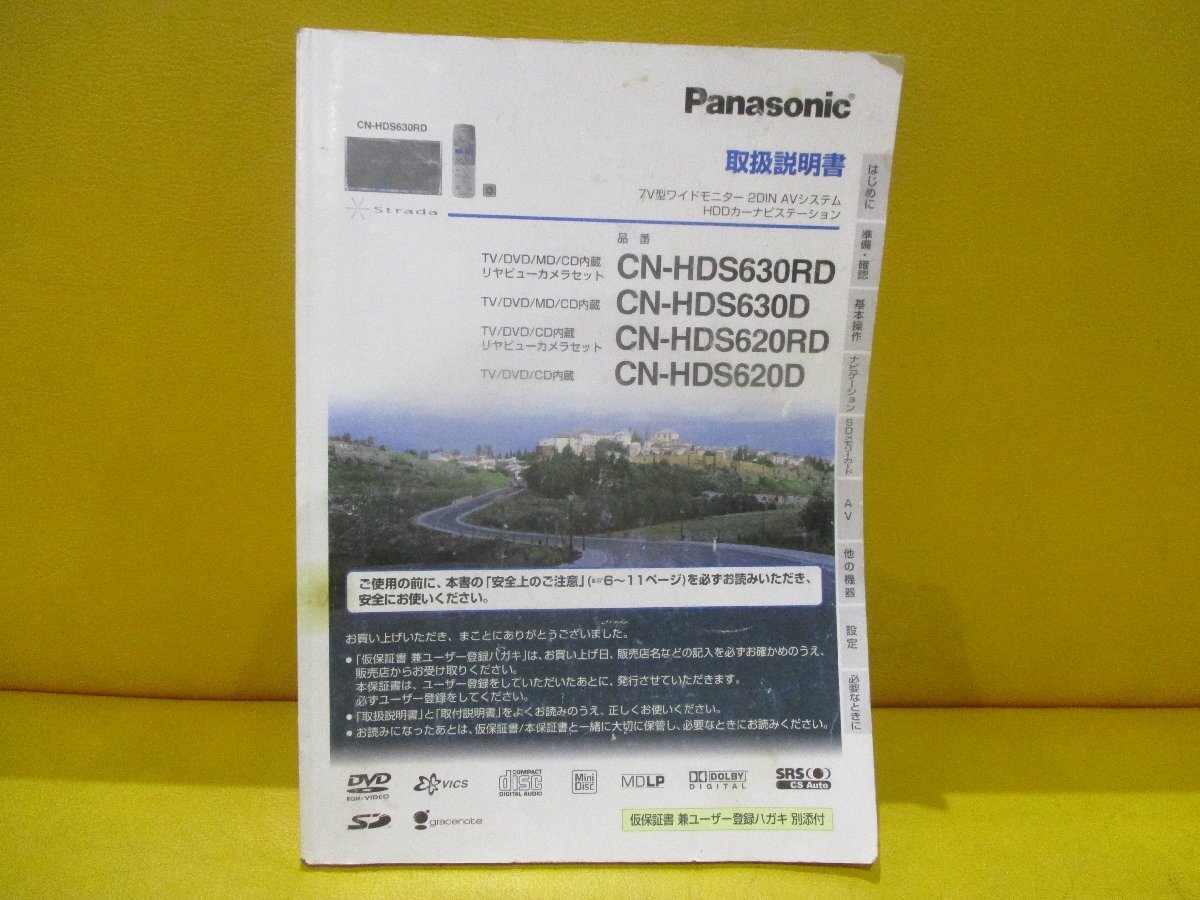 Panasonic®
CN-HDS630RD
Strada
取扱説明書
7V型ワイドモニター 2DIN AVシステム
HDDカーナビステーション
品番
TV/DVD/MD/CD内蔵
リヤビューカメラセット
CN-HDS630RD
TV/DVD/MD/CD内蔵
CN-HDS630D
TV/DVD/CD内蔵
リヤビューカメラセット
CN-HDS620RD
TV/DVD/CD内蔵
CN-HDS620D
はじめに
準備・確認
基本操作
ナビゲーション
SDメモリーカード
AV
他の機器
設定
必要なときに
ご使用の前に、本書の「安全上のご注意」(☞6〜11ページ)を必ずお読みいただき、
安全にお使いください。
お買い上げいただき、まことにありがとうございました。
●「仮保証書 兼ユーザー登録ハガキ」は、お買い上げ日、販売店名などの記入を必ずお確かめのうえ、
販売店からお受け取りください。
本保証書は、ユーザー登録をしていただいたあとに、発行させていただきます。
必ずユーザー登録をしてください。
●「取扱説明書」と「取付説明書」をよくお読みのうえ、正しくお使いください。
●お読みになったあとは、仮保証書/本保証書と一緒に大切に保管し、必要なときにお読みください。
DVD
ROM/VIDEO
VICS
COMPACT
disc
DIGITAL AUDIO
Mini
Disc
MDLP
DOLBY
DIGITAL
SRS
CS Auto
SD
gracenote
仮保証書 兼ユーザー登録ハガキ 別添付